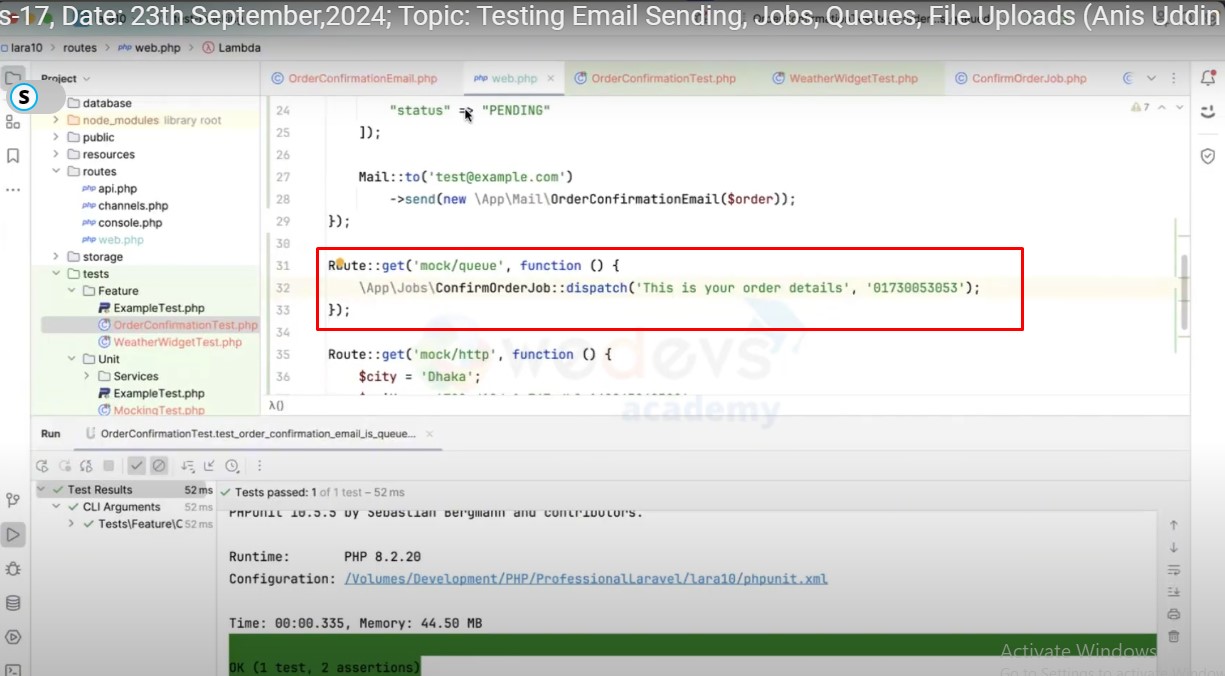 s-17, Date: 23th September,2024; Topic: Testing Email Sending, Jobs, Queues, File Uploads (Anis Uddin
lara10 routes php web.php Lambda
Project
OrderConfirmationEmail.php php web.php OrderConfirmationTest.php WeatherWidgetTest.php ConfirmOrderJob.php
S
database
node_modules library root
public
resources
routes
php api.php
php channels.php
php console.php
php web.php
storage
tests
Feature
ExampleTest.php
OrderConfirmationTest.php
WeatherWidgetTest.php
Unit
Services
ExampleTest.php
MockingTest.php
24 "status" => "PENDING"
7
25 ]);
26
27 Mail::to('test@example.com')
28 ->send(new \App\Mail\OrderConfirmationEmail($order));
29 });
30
31 Route::get('mock/queue', function () {
32 \App\Jobs\ConfirmOrderJob::dispatch('This is your order details', '01730053053');
33 });
34
35 Route::get('mock/http', function () {
36 $city = 'Dhaka';
λ()
wedevs
academy
Run OrderConfirmationTest.test_order_confirmation_email_is_queue...
Test Results 52 ms
CLI Arguments 52 ms
Tests\Feature\C 52 ms
Tests passed: 1 of 1 test – 52 ms
PHPUnit 10.5.5 by Sebastian Bergmann and contributors.
Runtime: PHP 8.2.20
Configuration: /Volumes/Development/PHP/ProfessionalLaravel/lara10/phpunit.xml
Time: 00:00.335, Memory: 44.50 MB
OK (1 test, 2 assertions)
Activate Windows
Go to Settings to activate Windows